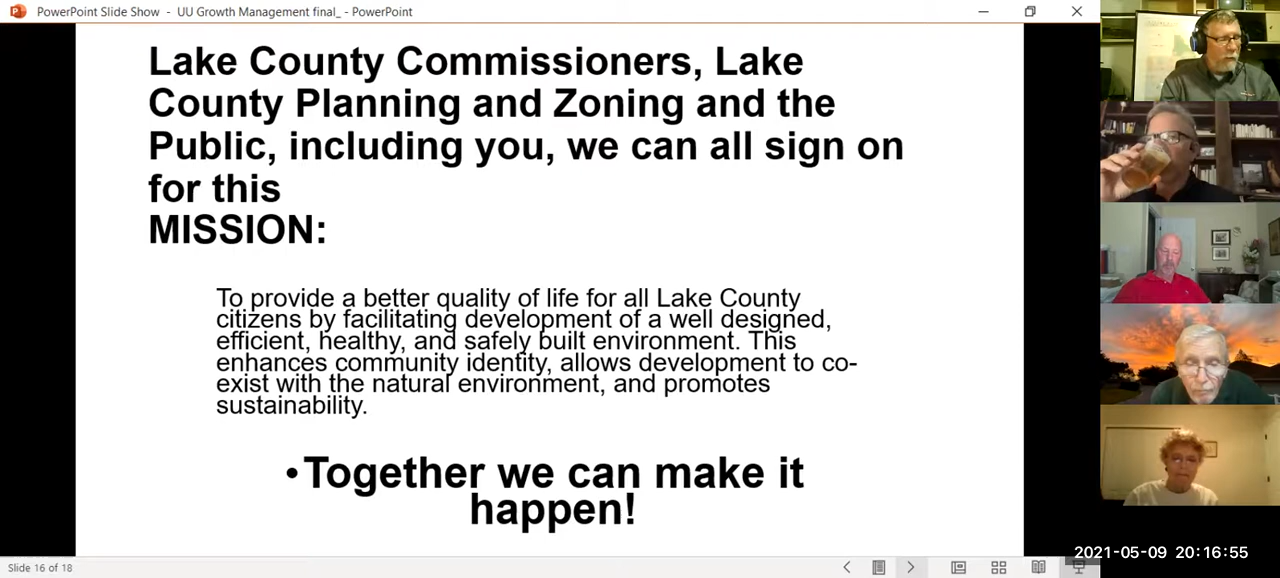 PowerPoint Slide Show - UU Growth Management final_ - PowerPoint
Lake County Commissioners, Lake
County Planning and Zoning and the
Public, including you, we can all sign on
for this
MISSION:
To provide a better quality of life for all Lake County
citizens by facilitating development of a well designed,
efficient, healthy, and safely built environment. This
enhances community identity, allows development to co-
exist with the natural environment, and promotes
sustainability.
•Together we can make it
happen!
2021-05-09 20:16:55
Slide 16 of 18